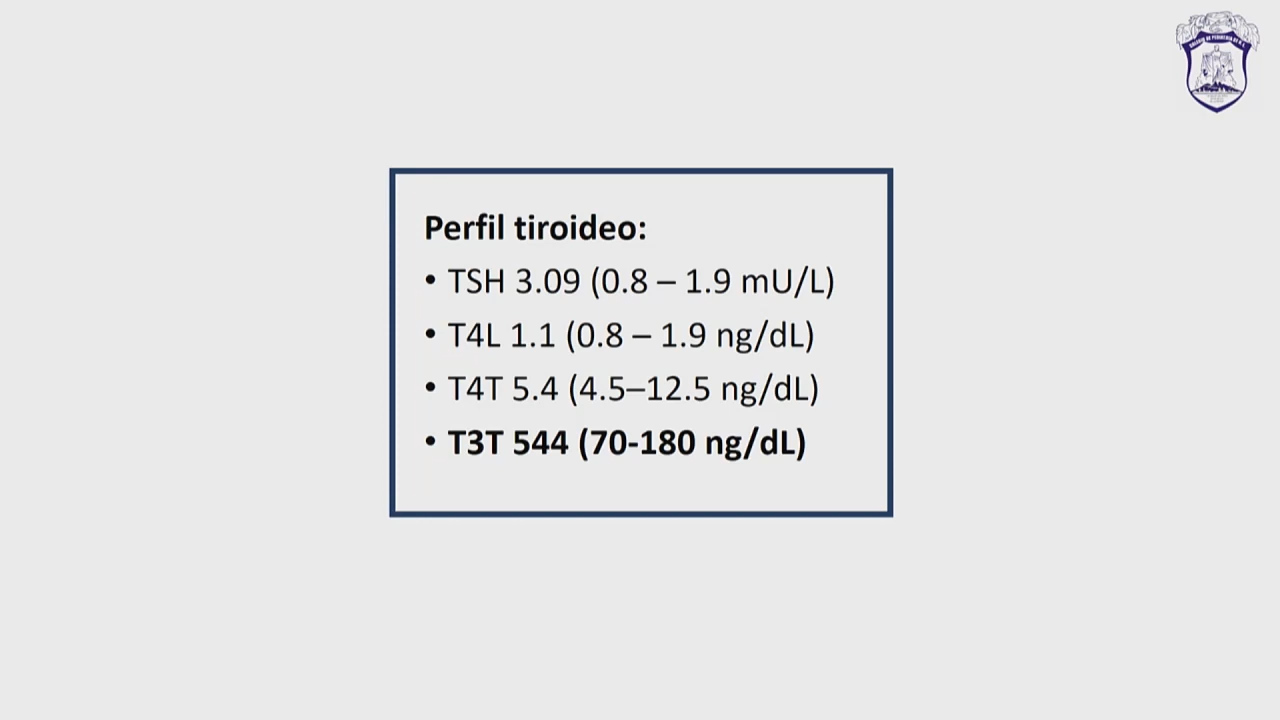 Perfil tiroideo:
• TSH 3.09 (0.8 – 1.9 mU/L)
• T4L 1.1 (0.8 – 1.9 ng/dL)
• T4T 5.4 (4.5–12.5 ng/dL)
• T3T 544 (70-180 ng/dL)